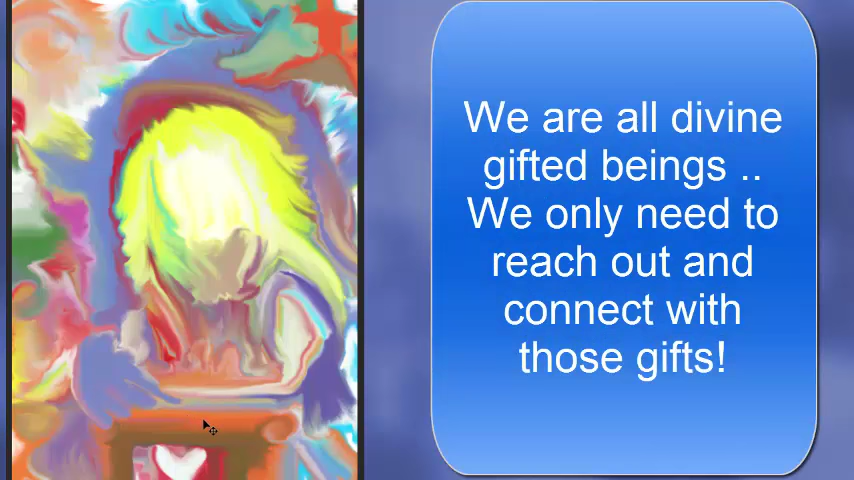 We are all divine
gifted beings ..
We only need to
reach out and
connect with
those gifts!